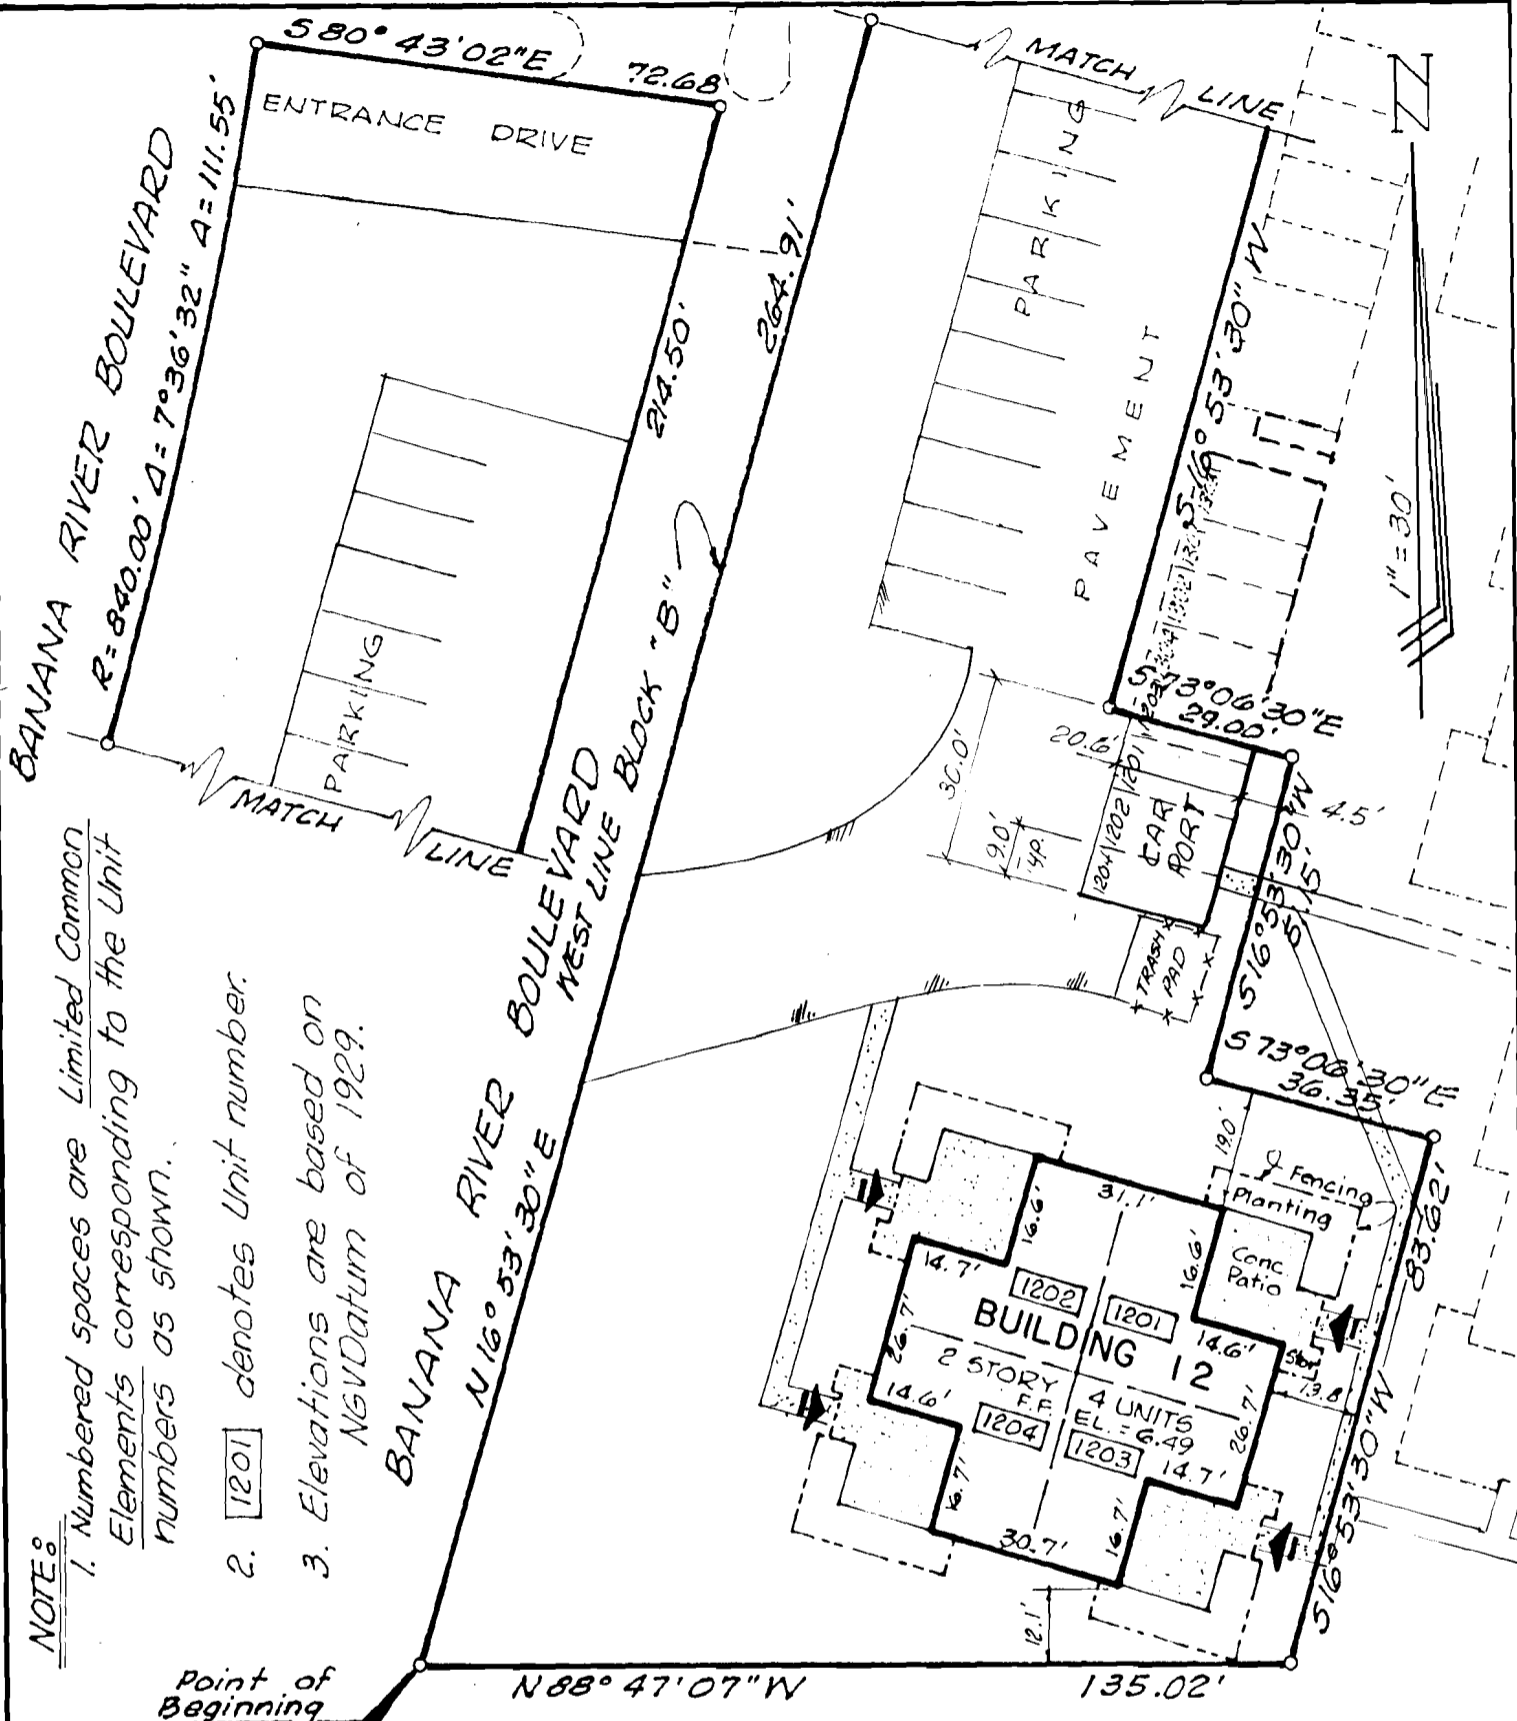 S 80° 43' 02" E
72.68
ENTRANCE DRIVE
BANANA RIVER BOULEVARD
R = 840.00' Δ = 7°36'32" A = 111.55'
214.50'
PARKING
MATCH
LINE
264.91'
MATCH
LINE
PARKING
PAVEMENT
S-16° 53' 30" W
N
1" = 30'
WEST LINE BLOCK "B"
BANANA RIVER BOULEVARD
N 16° 53' 30" E
S 73° 06' 30" E
29.00'
20.6'
30.0'
9.0'
TYP.
1204 1202 1201 1203
CAR
PORT
4.5'
S 16° 53' 30" W
TRASH
PAD
S 73° 06' 30" E
36.35'
19.0'
Fencing
Planting
83.62'
S 16° 53' 30" W
31.1'
16.6'
16.6'
Conc.
Patio
14.7'
1202
1201
BUILDING 12
14.6'
Stor.
13.8'
26.7'
2 STORY
4 UNITS
F.F. EL. = 6.49
14.6'
1204
1203
26.7'
14.7'
16.7'
16.7'
30.7'
12.1'
NOTE:
1. Numbered spaces are Limited Common
Elements corresponding to the Unit
numbers as shown.
2. 1201 denotes Unit number.
3. Elevations are based on
NGVDatum of 1929.
Point of
Beginning
N 88° 47' 07" W
135.02'